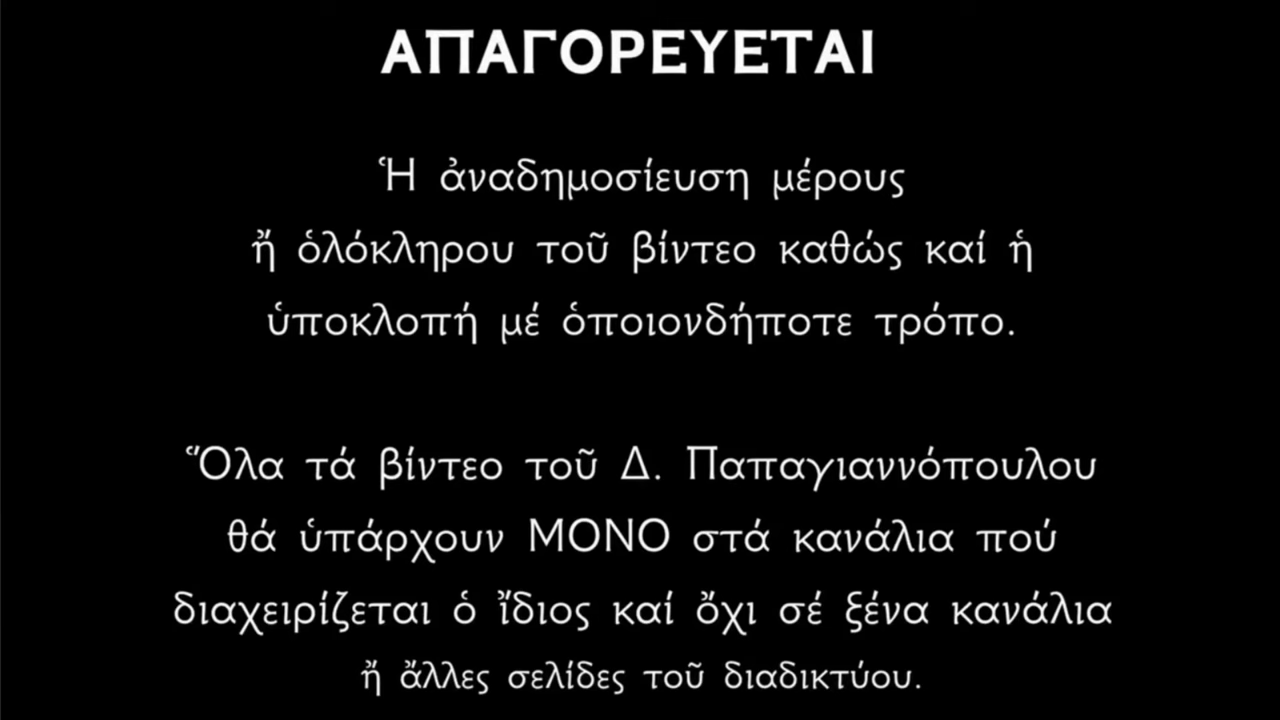 ΑΠΑΓΟΡΕΥΕΤΑΙ
Ἡ ἀναδημοσίευση μέρους
ἤ ὁλόκληρου τοῦ βίντεο καθώς καί ἡ
ὑποκλοπή μέ ὁποιονδήποτε τρόπο.
Ὅλα τά βίντεο τοῦ Δ. Παπαγιαννόπουλου
θά ὑπάρχουν ΜΟΝΟ στά κανάλια πού
διαχειρίζεται ὁ ἴδιος καί ὄχι σέ ξένα κανάλια
ἤ ἄλλες σελίδες τοῦ διαδικτύου.